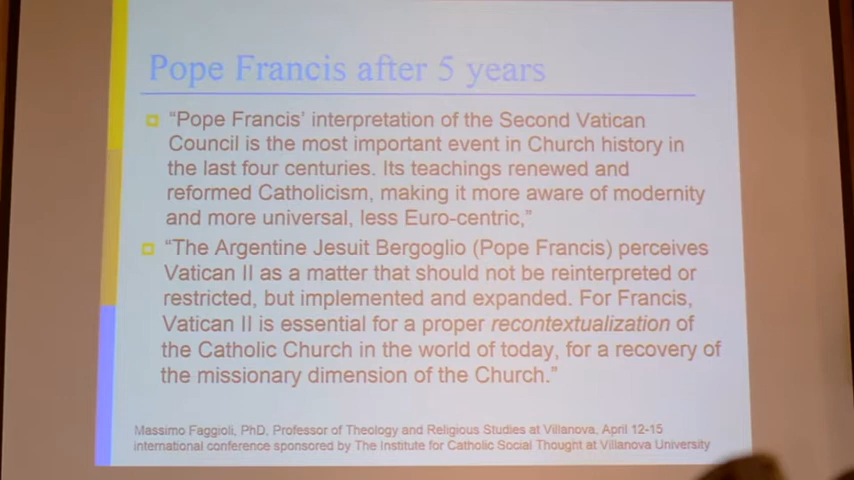 Pope Francis after 5 years
“Pope Francis’ interpretation of the Second Vatican
Council is the most important event in Church history in
the last four centuries. Its teachings renewed and
reformed Catholicism, making it more aware of modernity
and more universal, less Euro-centric,”
“The Argentine Jesuit Bergoglio (Pope Francis) perceives
Vatican II as a matter that should not be reinterpreted or
restricted, but implemented and expanded. For Francis,
Vatican II is essential for a proper recontextualization of
the Catholic Church in the world of today, for a recovery of
the missionary dimension of the Church.”
Massimo Faggioli, PhD, Professor of Theology and Religious Studies at Villanova, April 12-15
international conference sponsored by The Institute for Catholic Social Thought at Villanova University